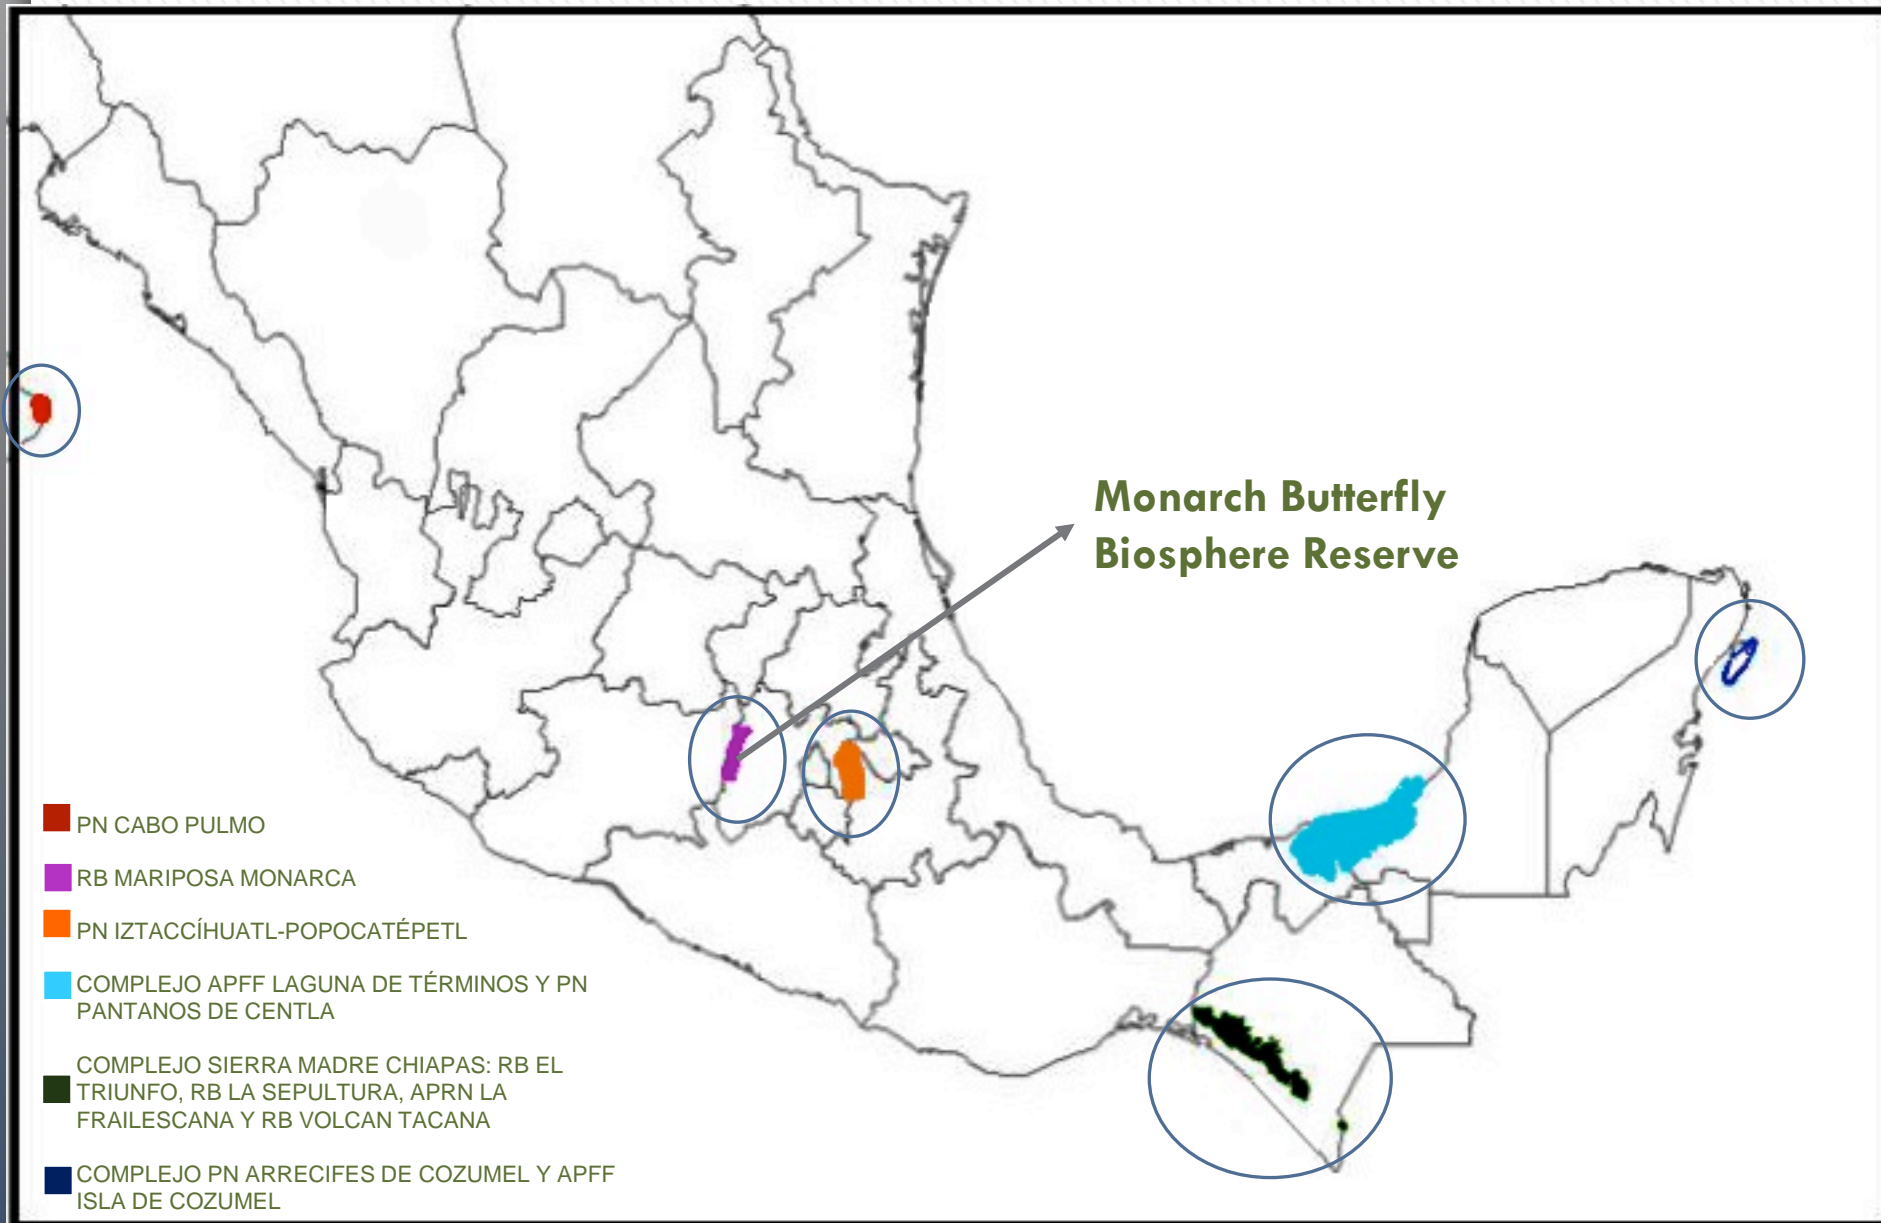 Monarch Butterfly
Biosphere Reserve
PN CABO PULMO
RB MARIPOSA MONARCA
PN IZTACCÍHUATL-POPOCATÉPETL
COMPLEJO APFF LAGUNA DE TÉRMINOS Y PN
PANTANOS DE CENTLA
COMPLEJO SIERRA MADRE CHIAPAS: RB EL
TRIUNFO, RB LA SEPULTURA, APRN LA
FRAILESCANA Y RB VOLCAN TACANA
COMPLEJO PN ARRECIFES DE COZUMEL Y APFF
ISLA DE COZUMEL